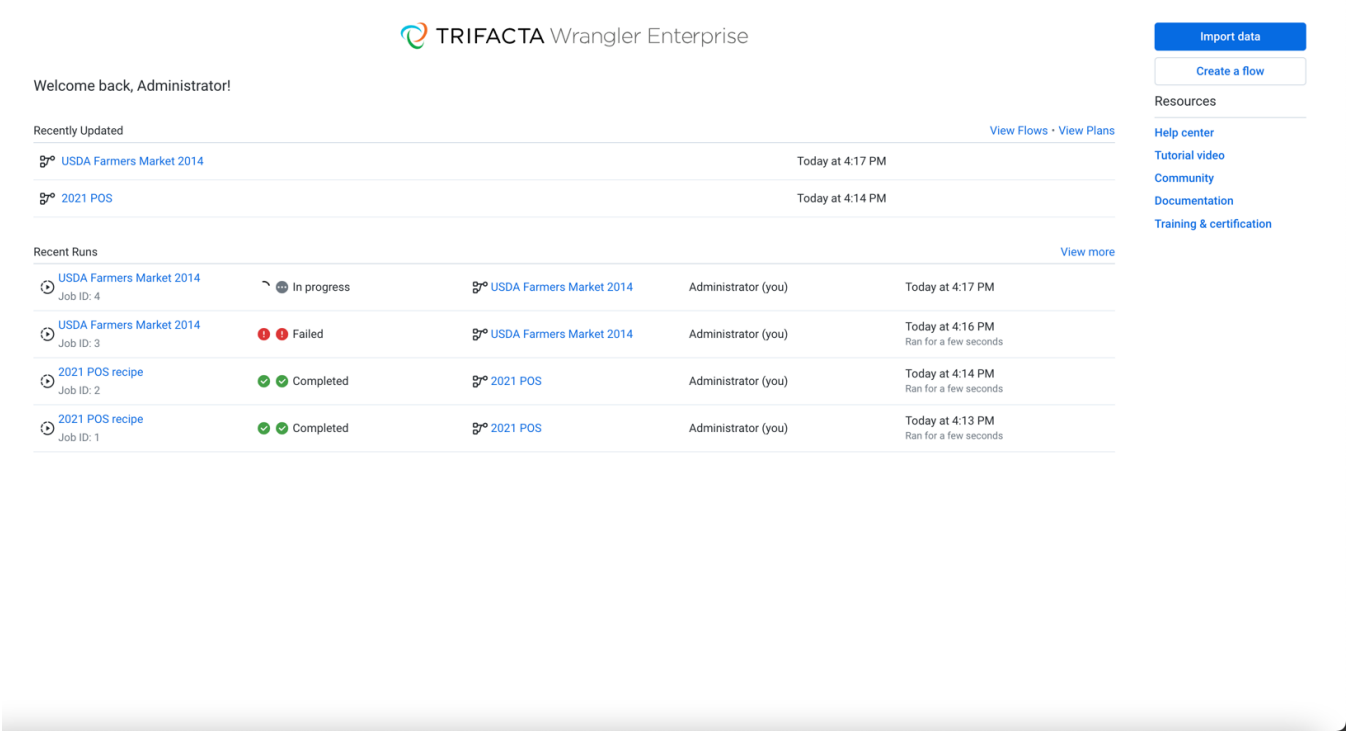 TRIFACTA Wrangler Enterprise
Import data
Create a flow
Welcome back, Administrator!
Resources
Recently Updated
View Flows • View Plans
Help center
USDA Farmers Market 2014
Today at 4:17 PM
Tutorial video
Community
2021 POS
Today at 4:14 PM
Documentation
Training & certification
Recent Runs
View more
USDA Farmers Market 2014
Job ID: 4
In progress
USDA Farmers Market 2014
Administrator (you)
Today at 4:17 PM
USDA Farmers Market 2014
Job ID: 3
Failed
USDA Farmers Market 2014
Administrator (you)
Today at 4:16 PM
Ran for a few seconds
2021 POS recipe
Job ID: 2
Completed
2021 POS
Administrator (you)
Today at 4:14 PM
Ran for a few seconds
2021 POS recipe
Job ID: 1
Completed
2021 POS
Administrator (you)
Today at 4:13 PM
Ran for a few seconds